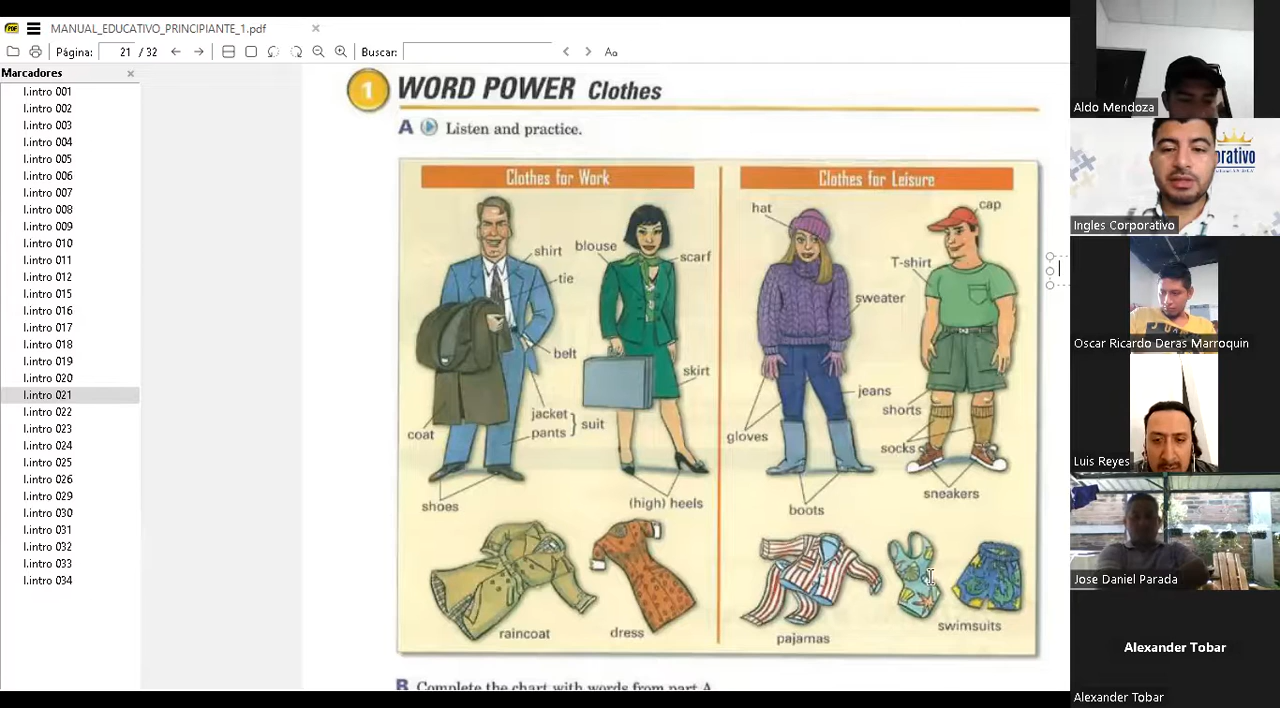 MANUAL_EDUCATIVO_PRINCIPIANTE_1.pdf
Página: 21 / 32 Buscar: Aa
Marcadores
I.intro 001
I.intro 002
I.intro 003
I.intro 004
I.intro 005
I.intro 006
I.intro 007
I.intro 008
I.intro 009
I.intro 010
I.intro 011
I.intro 012
I.intro 015
I.intro 016
I.intro 017
I.intro 018
I.intro 019
I.intro 020
I.intro 021
I.intro 022
I.intro 023
I.intro 024
I.intro 025
I.intro 026
I.intro 029
I.intro 030
I.intro 031
I.intro 032
I.intro 033
I.intro 034
1 WORD POWER Clothes
A Listen and practice.
Clothes for Work
shirt
blouse
scarf
tie
belt
skirt
jacket
pants
suit
coat
shoes
(high) heels
raincoat
dress
Clothes for Leisure
hat
cap
T-shirt
sweater
jeans
shorts
gloves
socks
sneakers
boots
pajamas
swimsuits
B Complete the chart with words from part A
Aldo Mendoza
orativo
Ingles Corporativo
Oscar Ricardo Deras Marroquin
Luis Reyes
Jose Daniel Parada
Alexander Tobar
Alexander Tobar